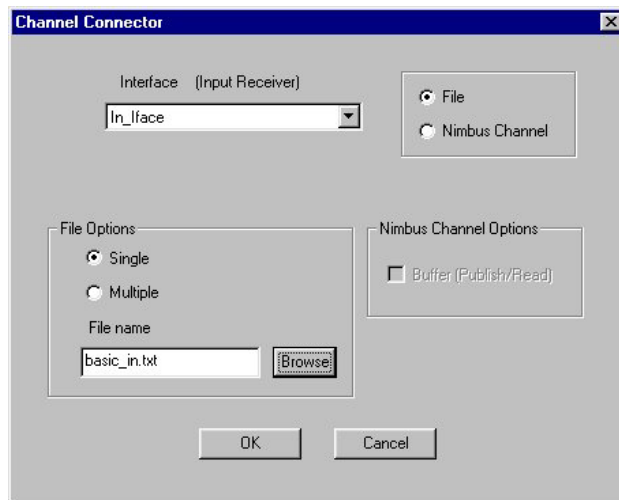 Channel Connector
Interface (Input Receiver)
In_Iface
File
Nimbus Channel
File Options
Single
Multiple
File name
basic_in.txt
Browse
Nimbus Channel Options
Buffer (Publish/Read)
OK
Cancel